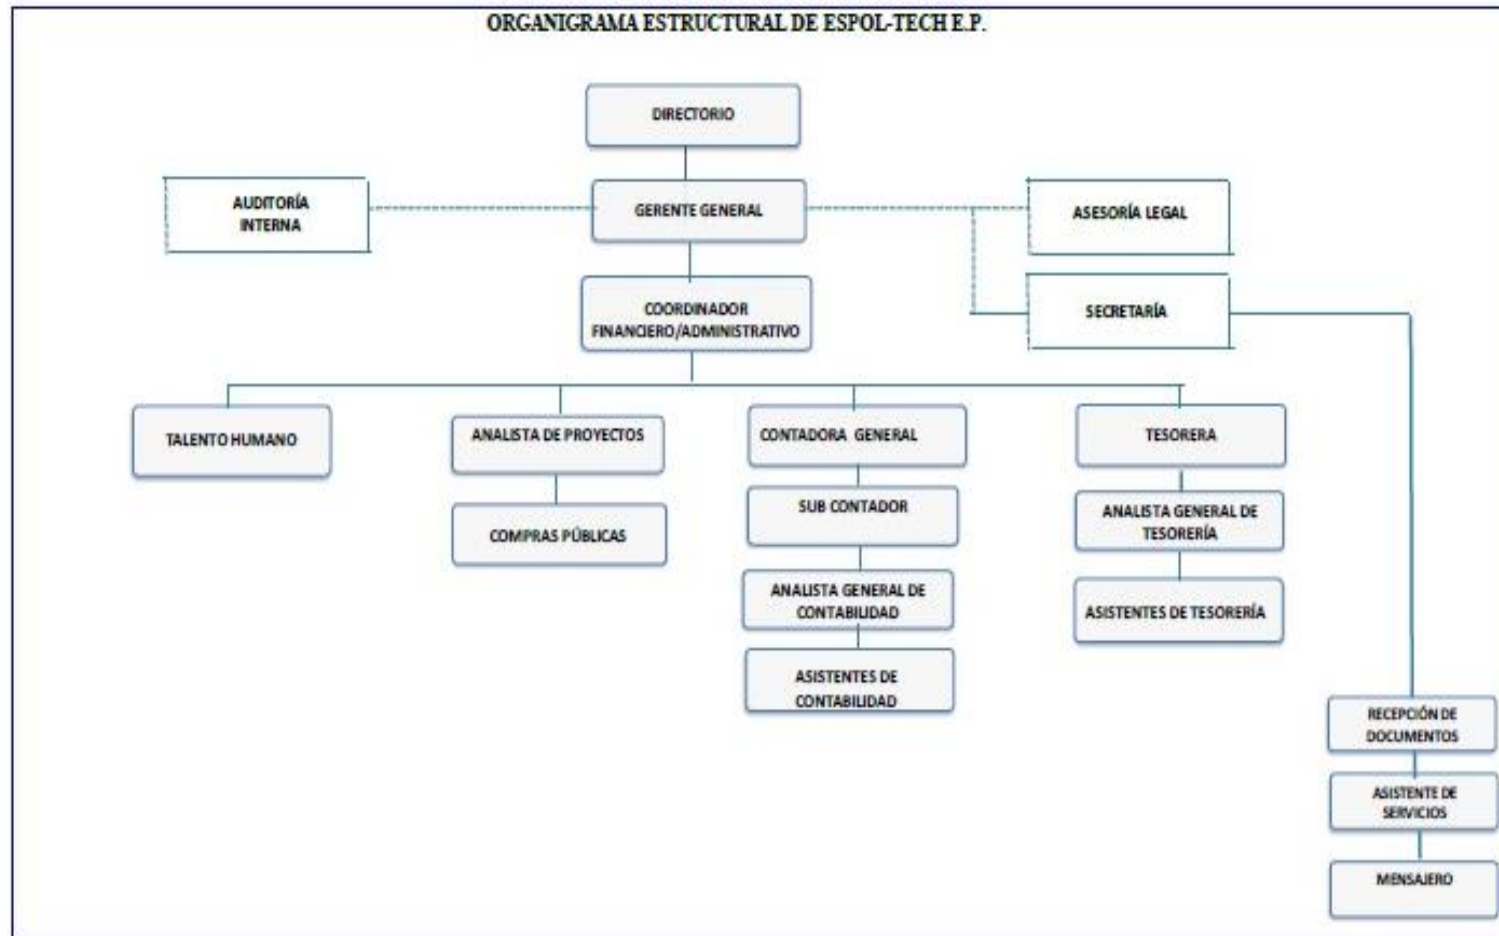 ORGANIGRAMA ESTRUCTURAL DE ESPOL-TECH E.P.
DIRECTORIO
AUDITORÍA
INTERNA
GERENTE GENERAL
ASESORÍA LEGAL
COORDINADOR
FINANCIERO/ADMINISTRATIVO
SECRETARÍA
TALENTO HUMANO
ANALISTA DE PROYECTOS
CONTADORA GENERAL
TESORERA
COMPRAS PÚBLICAS
SUB CONTADOR
ANALISTA GENERAL DE
TESORERÍA
ANALISTA GENERAL DE
CONTABILIDAD
ASISTENTES DE TESORERÍA
ASISTENTES DE
CONTABILIDAD
RECEPCIÓN DE
DOCUMENTOS
ASISTENTE DE
SERVICIOS
MENSAJERO